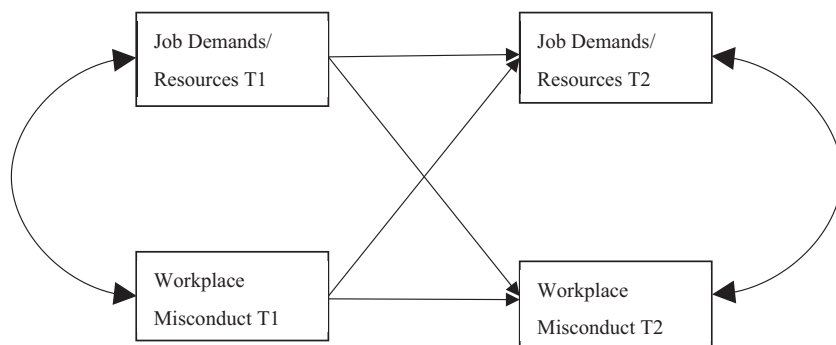 Job Demands/
Resources T1
Job Demands/
Resources T2
Workplace
Misconduct T1
Workplace
Misconduct T2